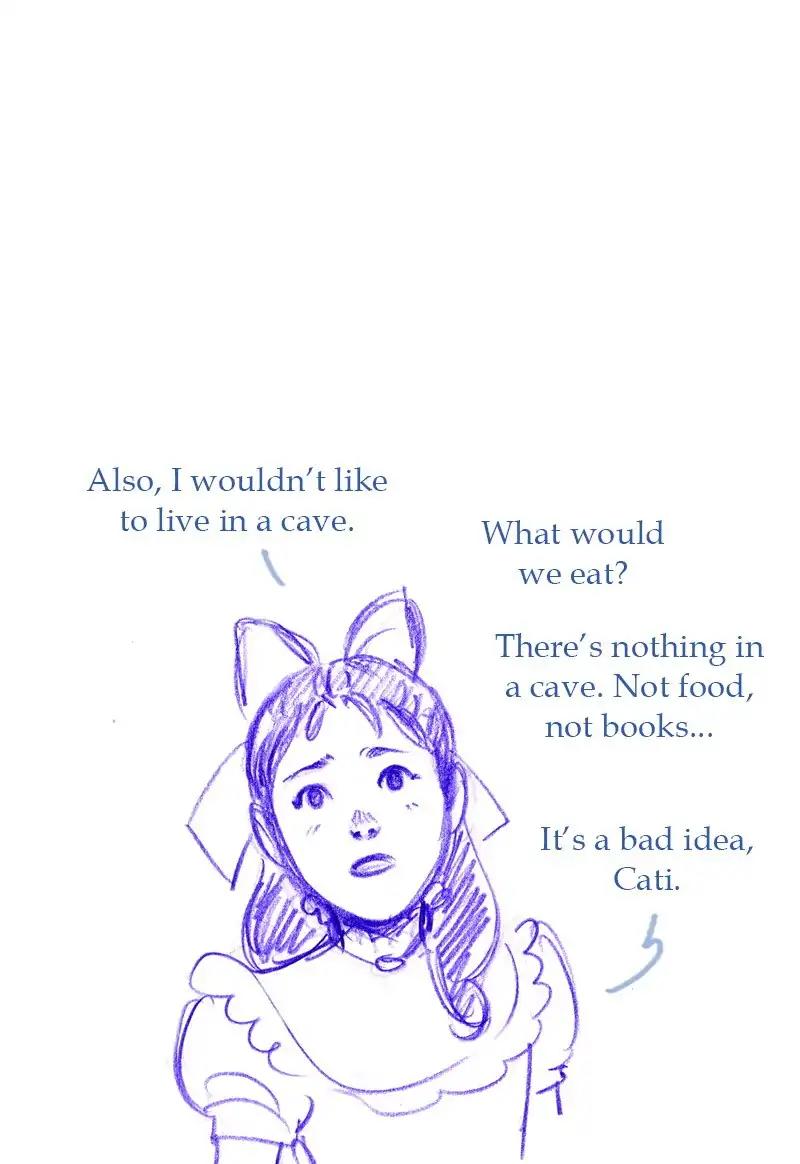 Also, I wouldn’t like
to live in a cave.
What would
we eat?
There’s nothing in
a cave. Not food,
not books...
It’s a bad idea,
Cati.